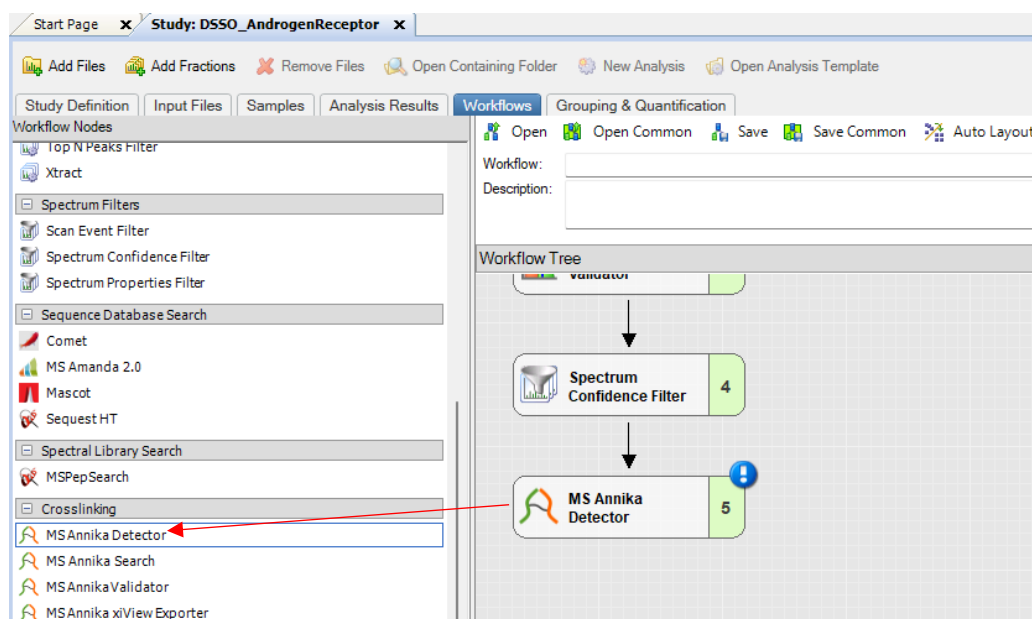 Start Page x Study: DSSO_AndrogenReceptor x
Add Files Add Fractions Remove Files Open Containing Folder New Analysis Open Analysis Template
Study Definition Input Files Samples Analysis Results Workflows Grouping & Quantification
Workflow Nodes
Top N Peaks Filter
Xtract
Spectrum Filters
Scan Event Filter
Spectrum Confidence Filter
Spectrum Properties Filter
Sequence Database Search
Comet
MS Amanda 2.0
Mascot
Sequest HT
Spectral Library Search
MSPepSearch
Crosslinking
MS Annika Detector
MS Annika Search
MS Annika Validator
MS Annika xiView Exporter
Open Open Common Save Save Common Auto Layout
Workflow:
Description:
Workflow Tree
Validator
Spectrum
Confidence Filter
4
MS Annika
Detector
5